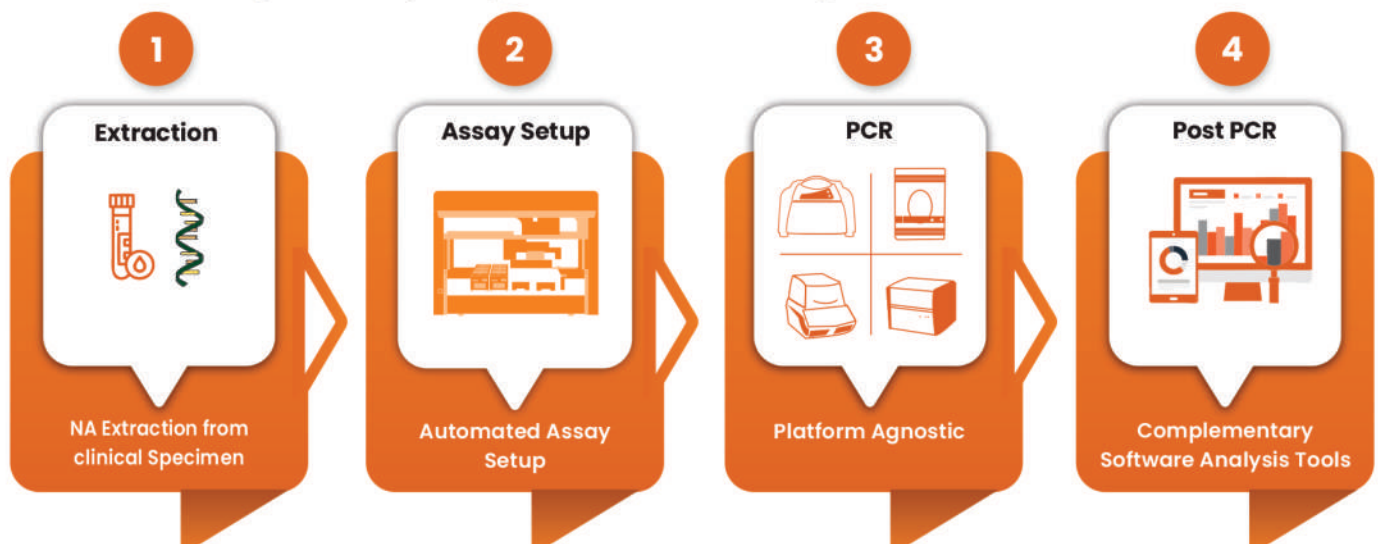 1
Extraction
NA Extraction from
clinical Specimen
2
Assay Setup
Automated Assay
Setup
3
PCR
Platform Agnostic
4
Post PCR
Complementary
Software Analysis Tools